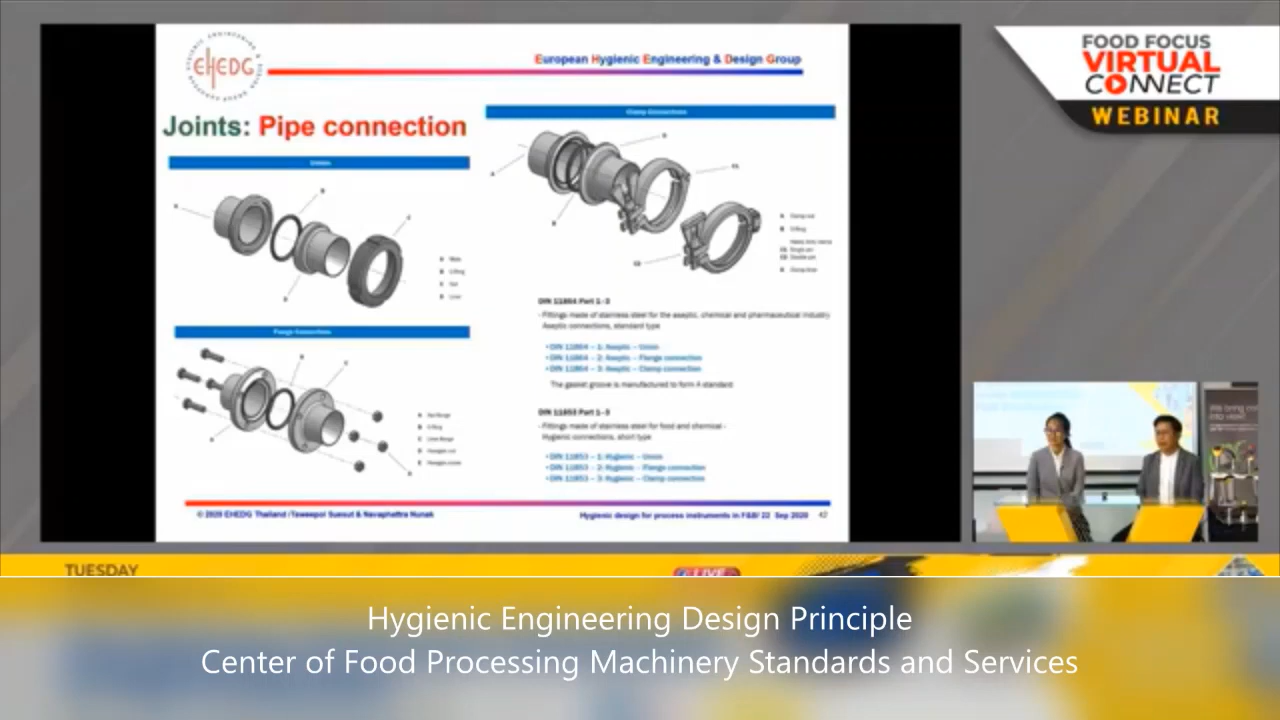 EHEDG
European Hygienic Engineering & Design Group
Joints: Pipe connection
Unions
Flange Connections
Clamp Connections
DIN 11864 Part 1-3
- Fittings made of stainless steel for the aseptic, chemical and pharmaceutical industry
Aseptic connections, standard type
• DIN 11864 – 1: Aseptic – Union
• DIN 11864 – 2: Aseptic – Flange connection
• DIN 11864 – 3: Aseptic – Clamp connection
The gasket groove is manufactured to form A standard
DIN 11853 Part 1-3
- Fittings made of stainless steel for food and chemical -
Hygienic connections, short type
• DIN 11853 – 1: Hygienic – Union
• DIN 11853 – 2: Hygienic – Flange connection
• DIN 11853 – 3: Hygienic – Clamp connection
© 2020 EHEDG Thailand /Taweepol Suesut & Navaphattra Nunak
Hygienic design for process instruments in F&B/ 22 Sep 2020 42
FOOD FOCUS
VIRTUAL
CONNECT
WEBINAR
TUESDAY
LIVE
Hygienic Engineering Design Principle
Center of Food Processing Machinery Standards and Services